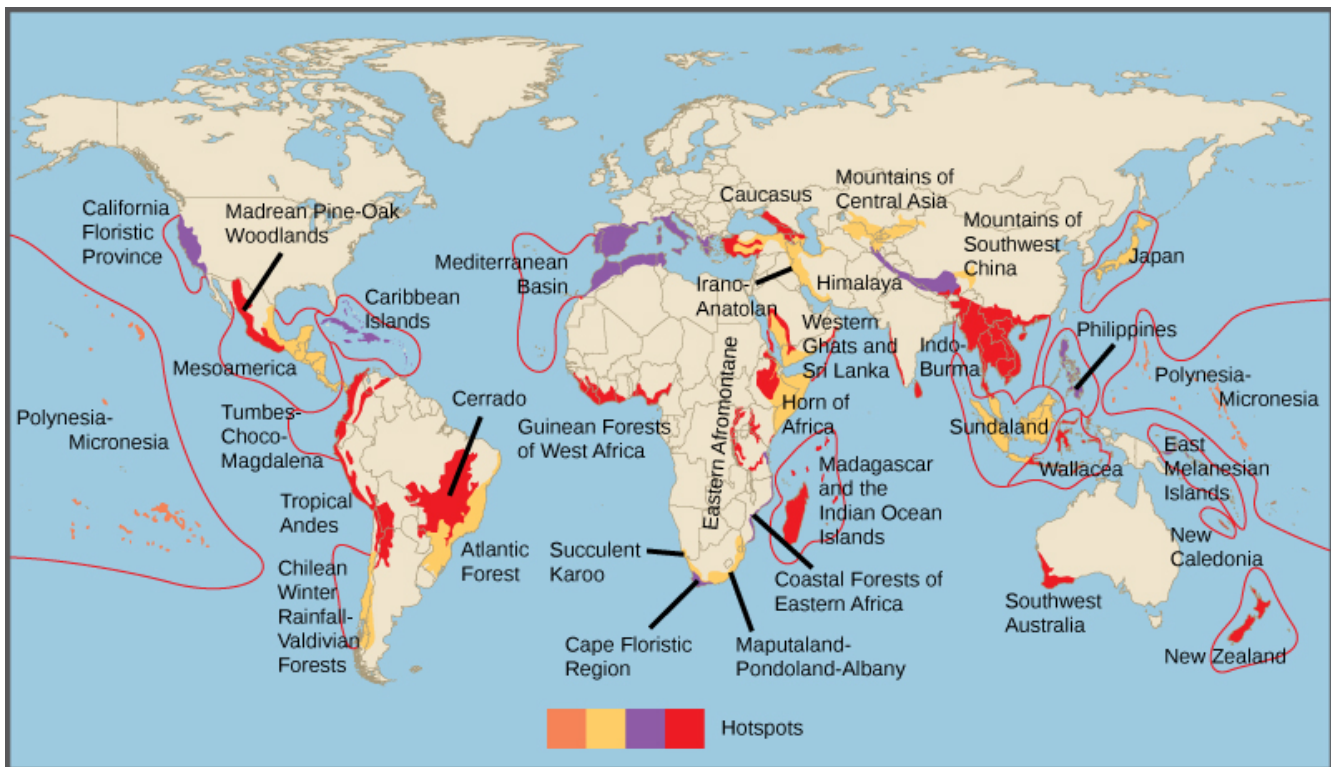 California
Floristic
Province
Madrean Pine-Oak
Woodlands
Caribbean
Islands
Mesoamerica
Polynesia-
Micronesia
Tumbes-
Choco-
Magdalena
Cerrado
Tropical
Andes
Atlantic
Forest
Chilean
Winter
Rainfall-
Valdivian
Forests
Mediterranean
Basin
Caucasus
Mountains of
Central Asia
Mountains of
Southwest
China
Japan
Irano-
Anatolan
Himalaya
Western
Ghats and
Sri Lanka
Indo-
Burma
Philippines
Polynesia-
Micronesia
Guinean Forests
of West Africa
Eastern Afromontane
Horn of
Africa
Sundaland
Wallacea
East
Melanesian
Islands
Madagascar
and the
Indian Ocean
Islands
New
Caledonia
Succulent
Karoo
Coastal Forests of
Eastern Africa
Southwest
Australia
Cape Floristic
Region
Maputaland-
Pondoland-Albany
New Zealand
Hotspots